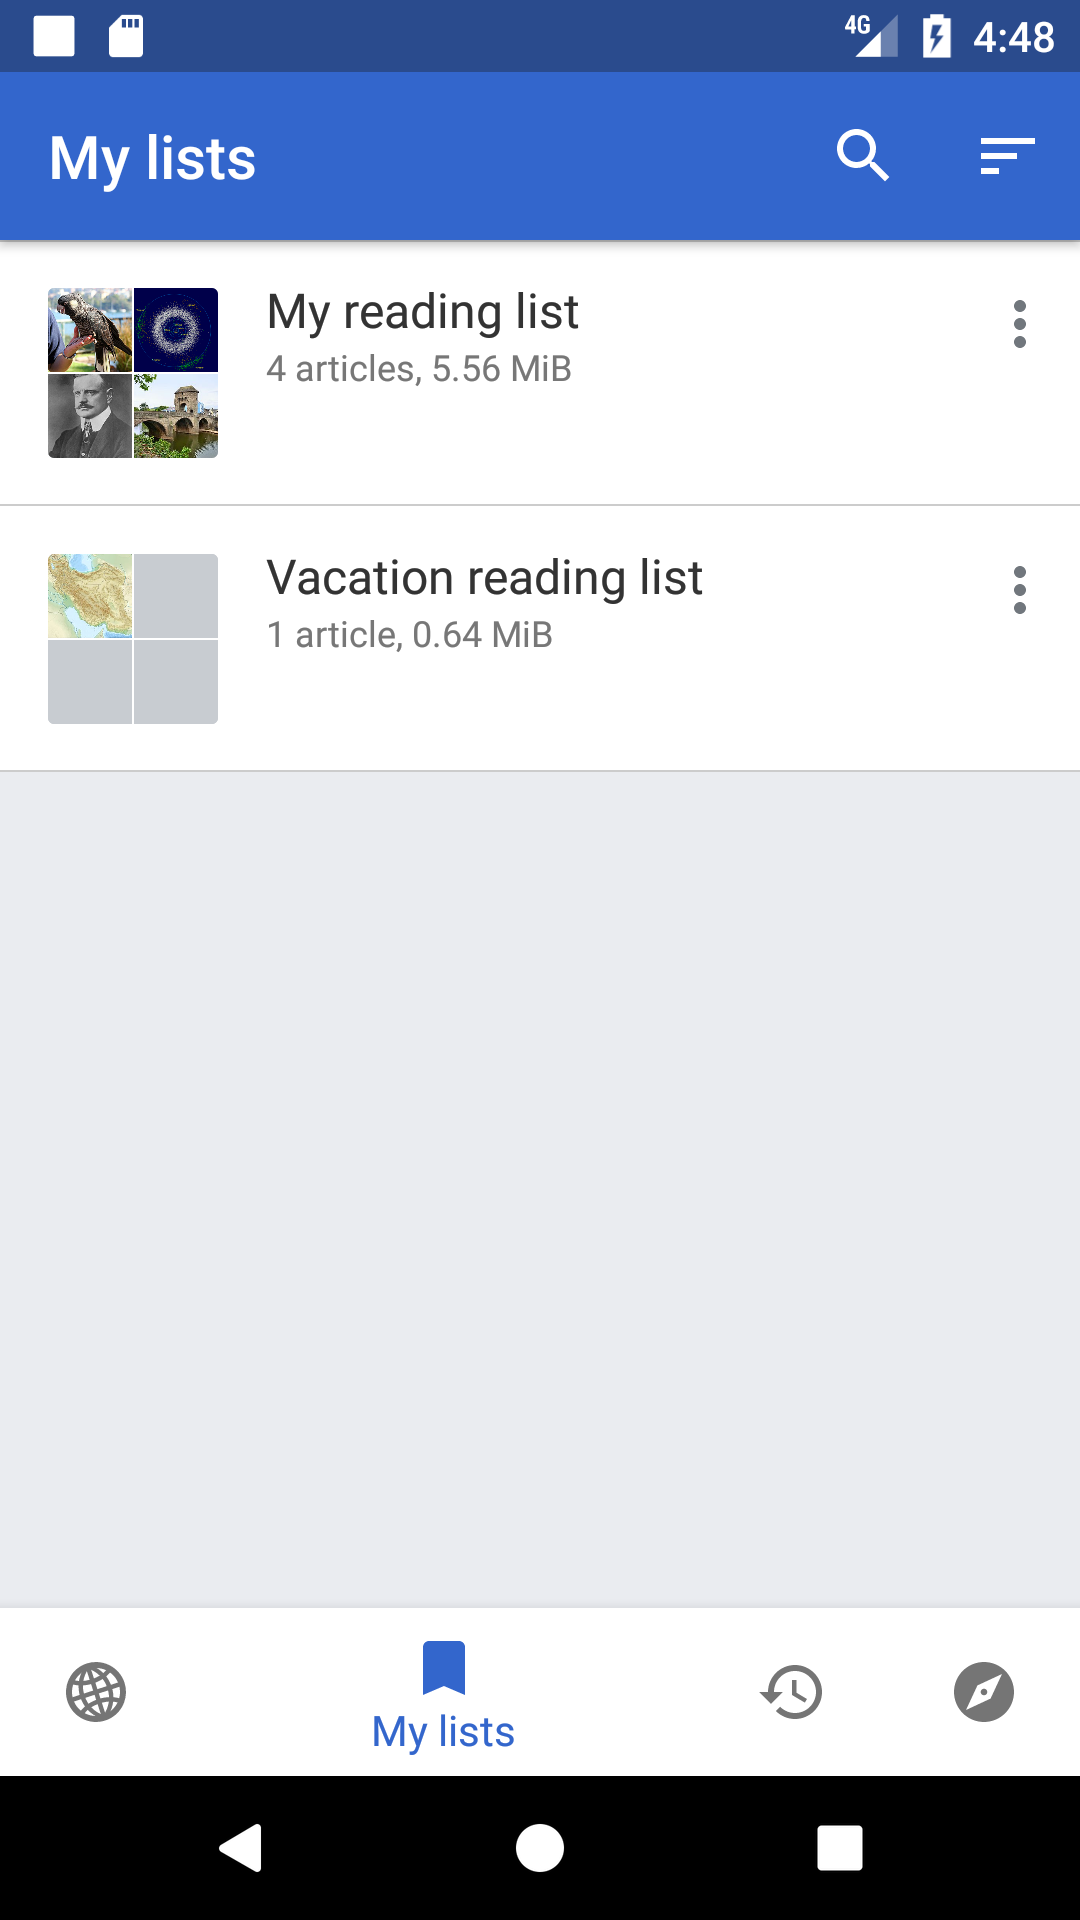 4G 4:48
My lists
My reading list
4 articles, 5.56 MiB
Vacation reading list
1 article, 0.64 MiB
My lists